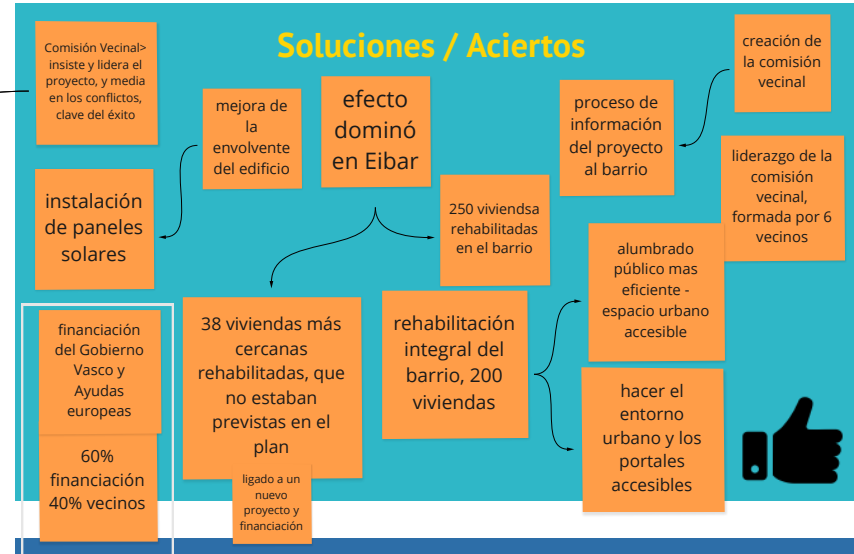 Soluciones / Aciertos
Comisión Vecinal>
insiste y lidera el
proyecto, y media
en los conflictos,
clave del éxito
mejora de
la
envolvente
del edificio
efecto
dominó
en Eibar
proceso de
información
del proyecto
al barrio
creación de
la comisión
vecinal
liderazgo de la
comisión
vecinal,
formada por 6
vecinos
instalación
de paneles
solares
250 viviendsa
rehabilitadas
en el barrio
alumbrado
público mas
eficiente -
espacio urbano
accesible
financiación
del Gobierno
Vasco y
Ayudas
europeas
60%
financiación
40% vecinos
38 viviendas más
cercanas
rehabilitadas, que
no estaban
previstas en el
plan
ligado a un
nuevo
proyecto y
financiación
rehabilitación
integral del
barrio, 200
viviendas
hacer el
entorno
urbano y los
portales
accesibles